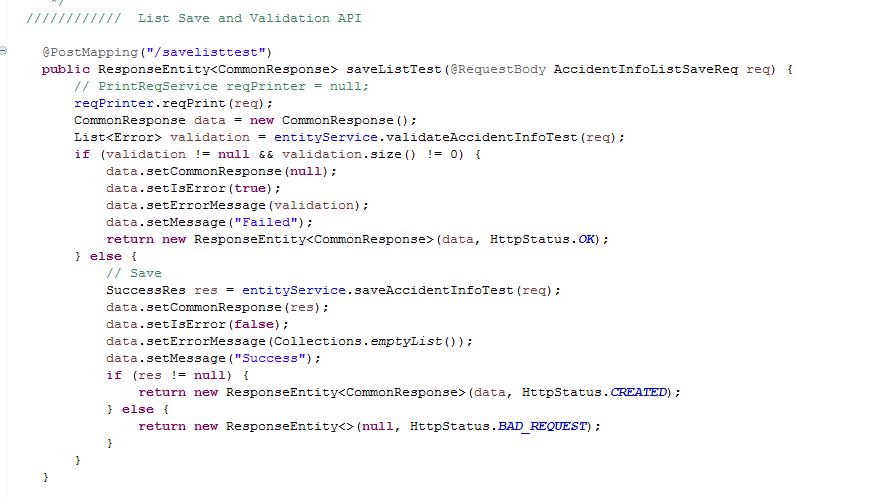 */
//////////// List Save and Validation API
@PostMapping("/savelisttest")
public ResponseEntity<CommonResponse> saveListTest(@RequestBody AccidentInfoListSaveReq req) {
// PrintReqService reqPrinter = null;
reqPrinter.reqPrint(req);
CommonResponse data = new CommonResponse();
List<Error> validation = entityService.validateAccidentInfoTest(req);
if (validation != null && validation.size() != 0) {
data.setCommonResponse(null);
data.setIsError(true);
data.setErrorMessage(validation);
data.setMessage("Failed");
return new ResponseEntity<CommonResponse>(data, HttpStatus.OK);
} else {
// Save
SuccessRes res = entityService.saveAccidentInfoTest(req);
data.setCommonResponse(res);
data.setIsError(false);
data.setErrorMessage(Collections.emptyList());
data.setMessage("Success");
if (res != null) {
return new ResponseEntity<CommonResponse>(data, HttpStatus.CREATED);
} else {
return new ResponseEntity<>(null, HttpStatus.BAD_REQUEST);
}
}
}